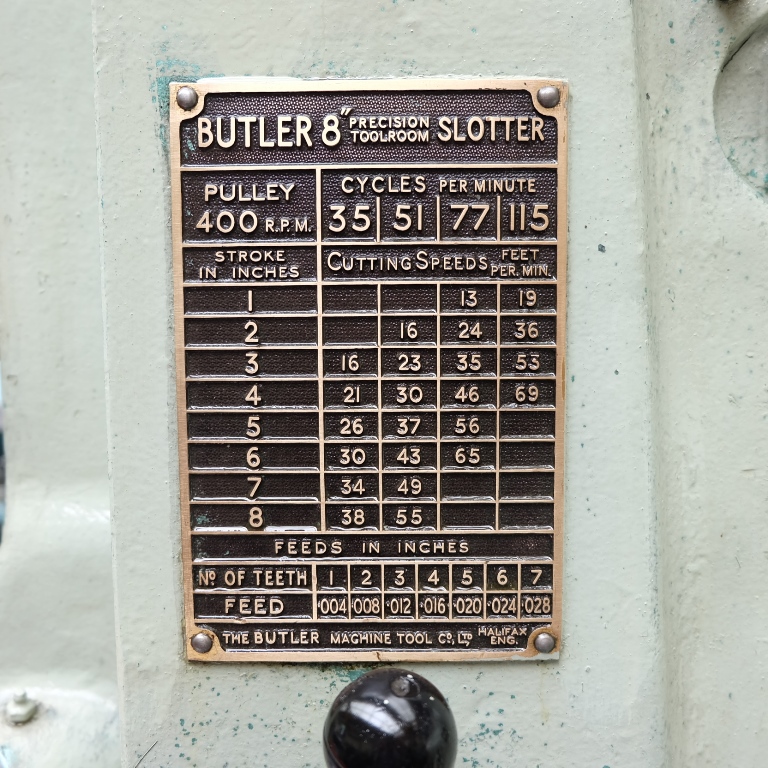 BUTLER 8" PRECISION TOOLROOM SLOTTER
PULLEY CYCLES PER MINUTE
400 R.P.M. 35 51 77 115
STROKE IN INCHES CUTTING SPEEDS FEET PER. MIN.
1 13 19
2 16 24 36
3 16 23 35 53
4 21 30 46 69
5 26 37 56
6 30 43 65
7 34 49
8 38 55
FEEDS IN INCHES
Nº OF TEETH 1 2 3 4 5 6 7
FEED ·004 ·008 ·012 ·016 ·020 ·024 ·028
THE BUTLER MACHINE TOOL Cº, LTD HALIFAX ENG.